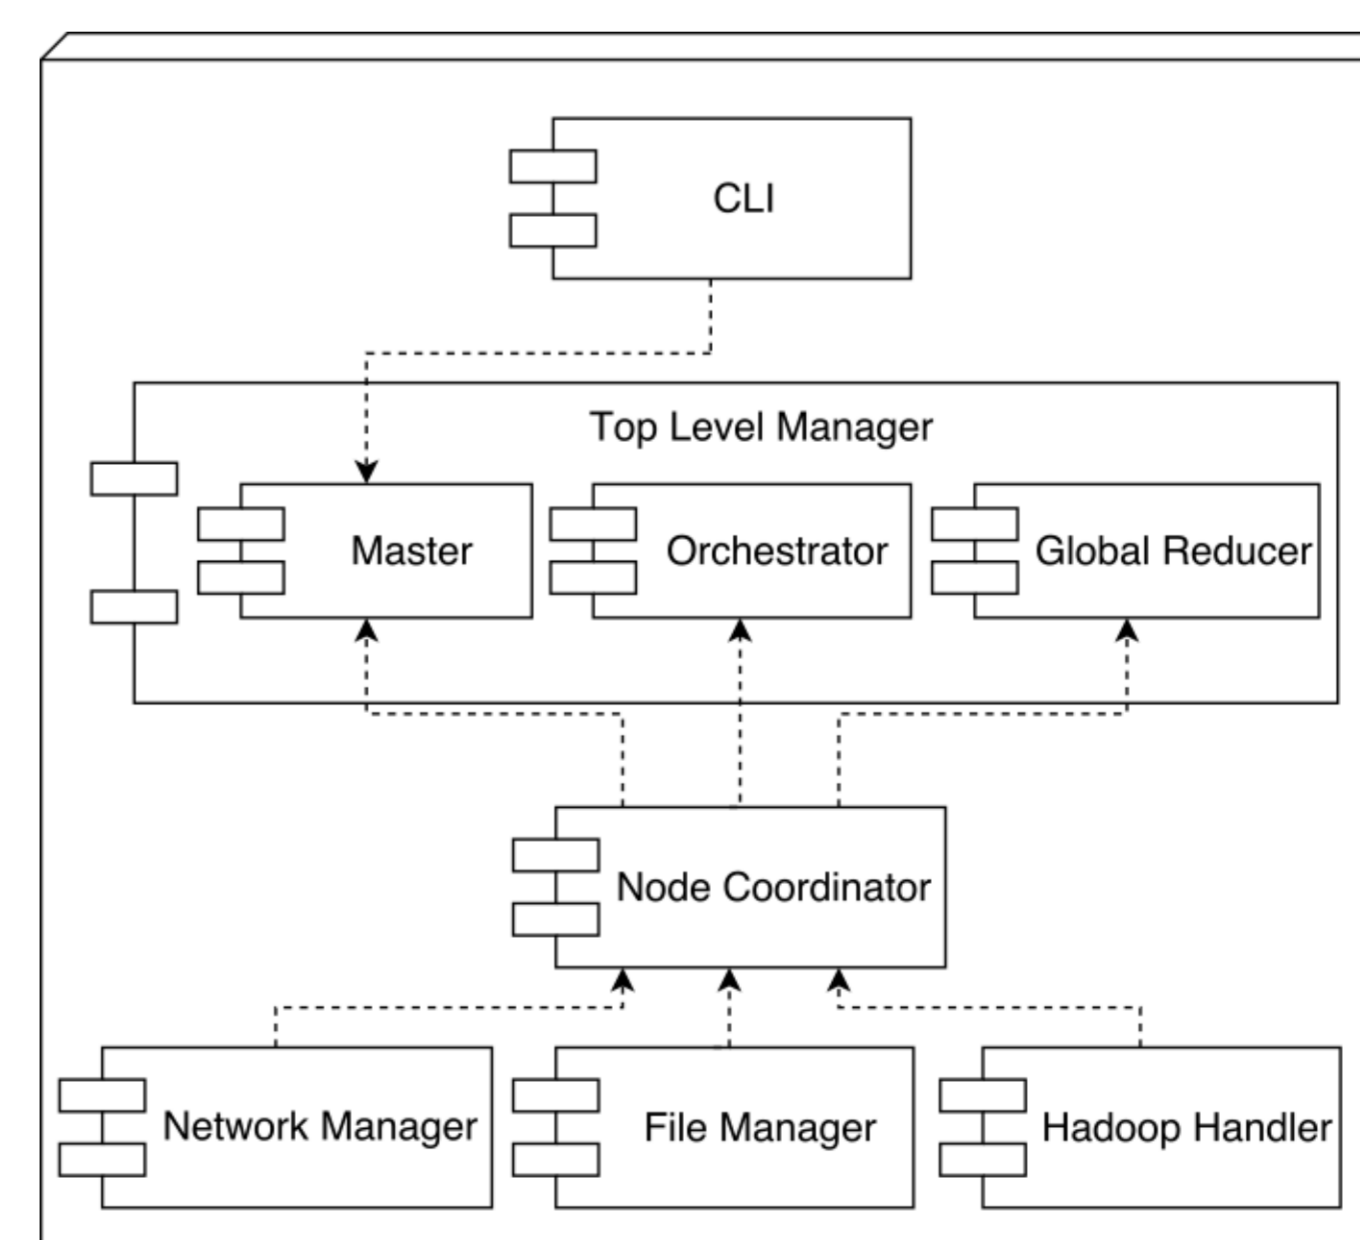 CLI
Top Level Manager
Master
Orchestrator
Global Reducer
Node Coordinator
Network Manager
File Manager
Hadoop Handler